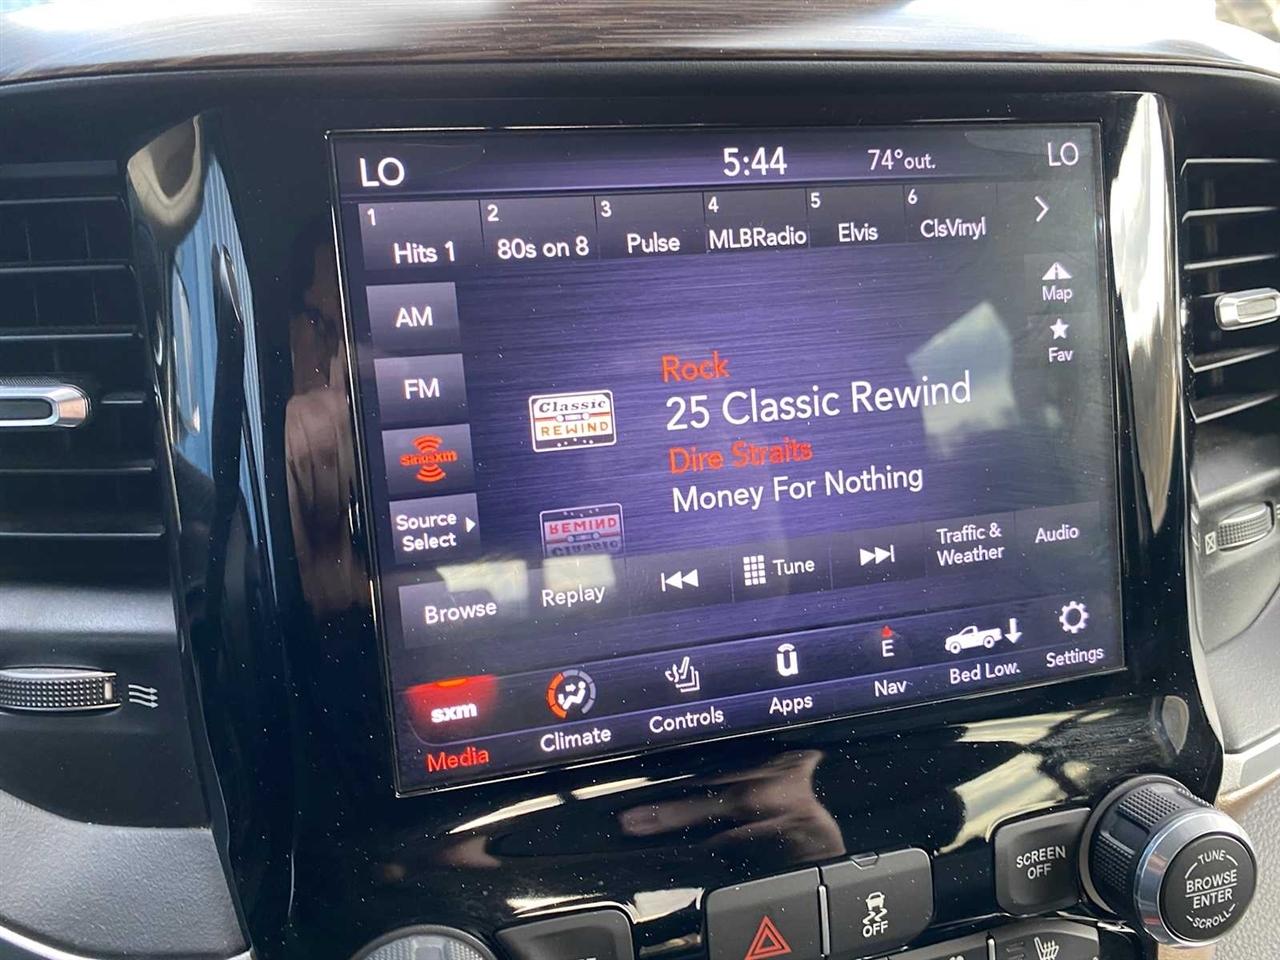 LO 5:44 74°out. LO
1 2 3 4 5 6
Hits 1 80s on 8 Pulse MLBRadio Elvis ClsVinyl
AM
Map
FM
Fav
Rock
25 Classic Rewind
Classic
REWIND
Dire Straits
SiriusXm
Money For Nothing
Source
Select
REWIND
Classic
Browse
Replay
Tune
Traffic &
Weather
Audio
sxm
Media
Climate
Controls
Apps
E
Nav
Bed Low.
Settings
SCREEN
OFF
TUNE
BROWSE
ENTER
SCROLL
OFF